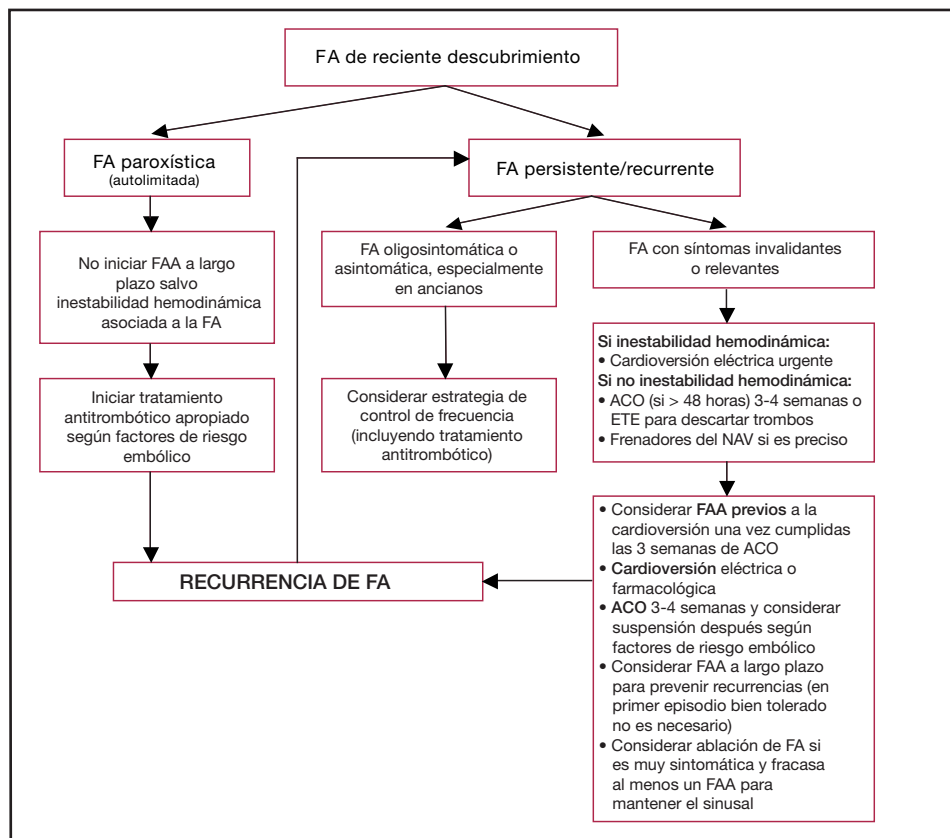 FA de reciente descubrimiento
FA paroxística
(autolimitada)
FA persistente/recurrente
No iniciar FAA a largo
plazo salvo
inestabilidad hemodinámica
asociada a la FA
FA oligosintomática o
asintomática, especialmente
en ancianos
FA con síntomas invalidantes
o relevantes
Iniciar tratamiento
antitrombótico apropiado
según factores de riesgo
embólico
Considerar estrategia de
control de frecuencia
(incluyendo tratamiento
antitrombótico)
Si inestabilidad hemodinámica:
• Cardioversión eléctrica urgente
Si no inestabilidad hemodinámica:
• ACO (si > 48 horas) 3-4 semanas o
ETE para descartar trombos
• Frenadores del NAV si es preciso
RECURRENCIA DE FA
• Considerar FAA previos a la
cardioversión una vez cumplidas
las 3 semanas de ACO
• Cardioversión eléctrica o
farmacológica
• ACO 3-4 semanas y considerar
suspensión después según
factores de riesgo embólico
• Considerar FAA a largo plazo
para prevenir recurrencias (en
primer episodio bien tolerado
no es necesario)
• Considerar ablación de FA si
es muy sintomática y fracasa
al menos un FAA para
mantener el sinusal